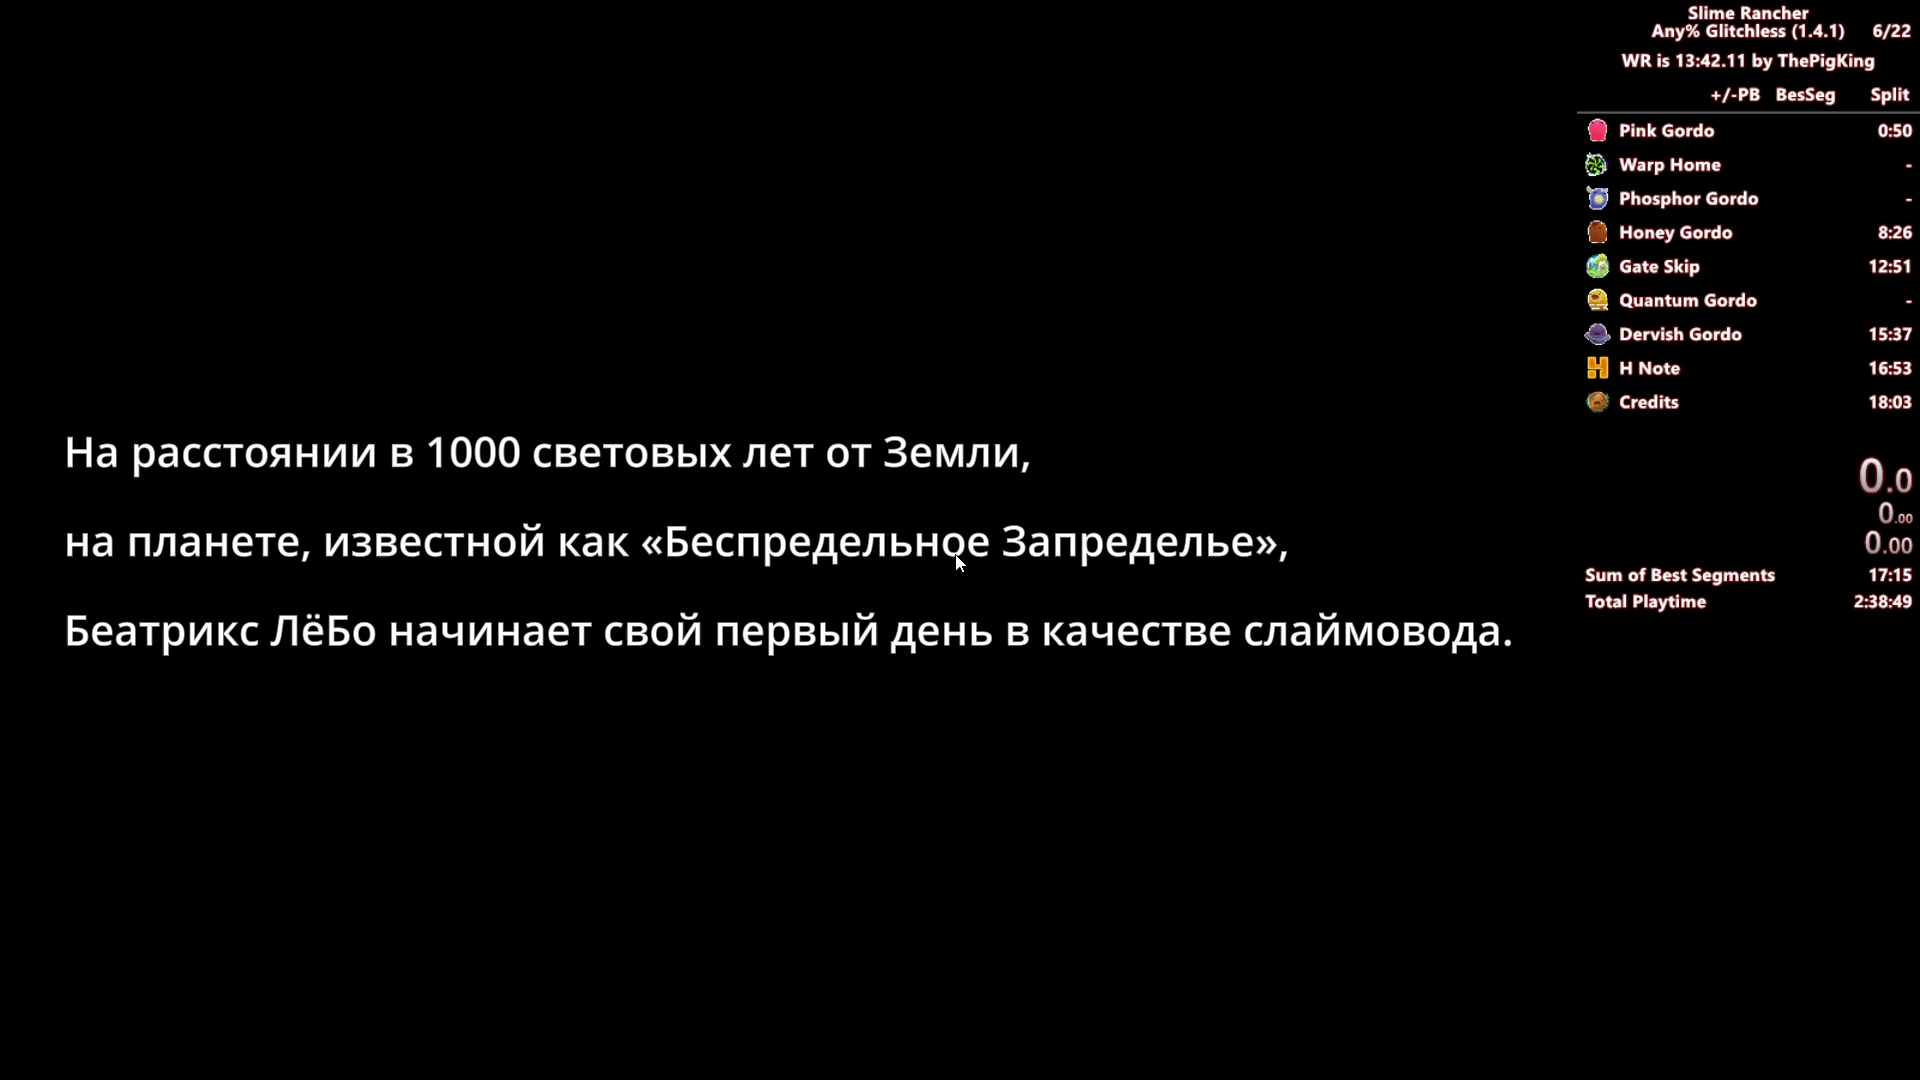 Slime Rancher
Any% Glitchless (1.4.1) 6/22
WR is 13:42.11 by ThePigKing
+/-PB BesSeg Split
Pink Gordo 0:50
Warp Home -
Phosphor Gordo -
Honey Gordo 8:26
Gate Skip 12:51
Quantum Gordo -
Dervish Gordo 15:37
H Note 16:53
Credits 18:03
0.0
0.00
0.00
Sum of Best Segments 17:15
Total Playtime 2:38:49
На расстоянии в 1000 световых лет от Земли,
на планете, известной как «Беспредельное Запределье»,
Беатрикс ЛёБо начинает свой первый день в качестве слаймовода.